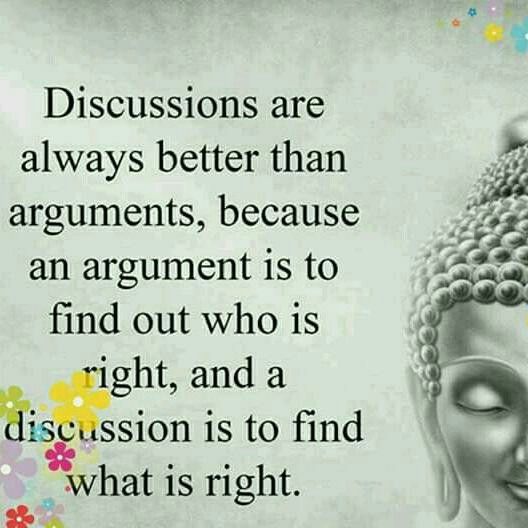 Discussions are
always better than
arguments, because
an argument is to
find out who is
right, and a
discussion is to find
what is right.